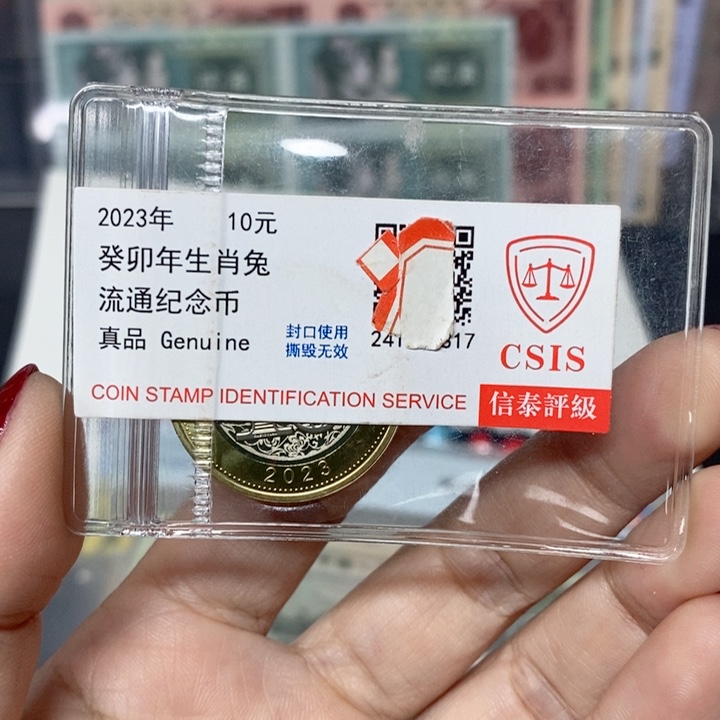 2023年 10元
癸卯年生肖兔
流通纪念币
真品 Genuine
封口使用
撕毁无效
CSIS
COIN STAMP IDENTIFICATION SERVICE
信泰評級
2023